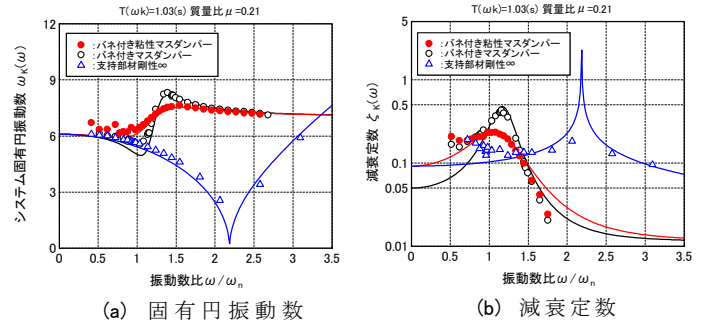 T(ωk)=1.03(s) 質量比μ=0.21
●:バネ付き粘性マスダンパー
○:バネ付きマスダンパー
△:支持部材剛性∞
システム固有円振動数 ωK(ω)
12
9
6
3
0
0 0.5 1 1.5 2 2.5 3 3.5
振動数比ω/ωn
(a) 固有円振動数
T(ωk)=1.03(s) 質量比μ=0.21
●:バネ付き粘性マスダンパー
○:バネ付きマスダンパー
△:支持部材剛性∞
減衰定数 ζK(ω)
5
1
0.5
0.1
0.05
0.01
0 0.5 1 1.5 2 2.5 3 3.5
振動数比ω/ωn
(b) 減衰定数